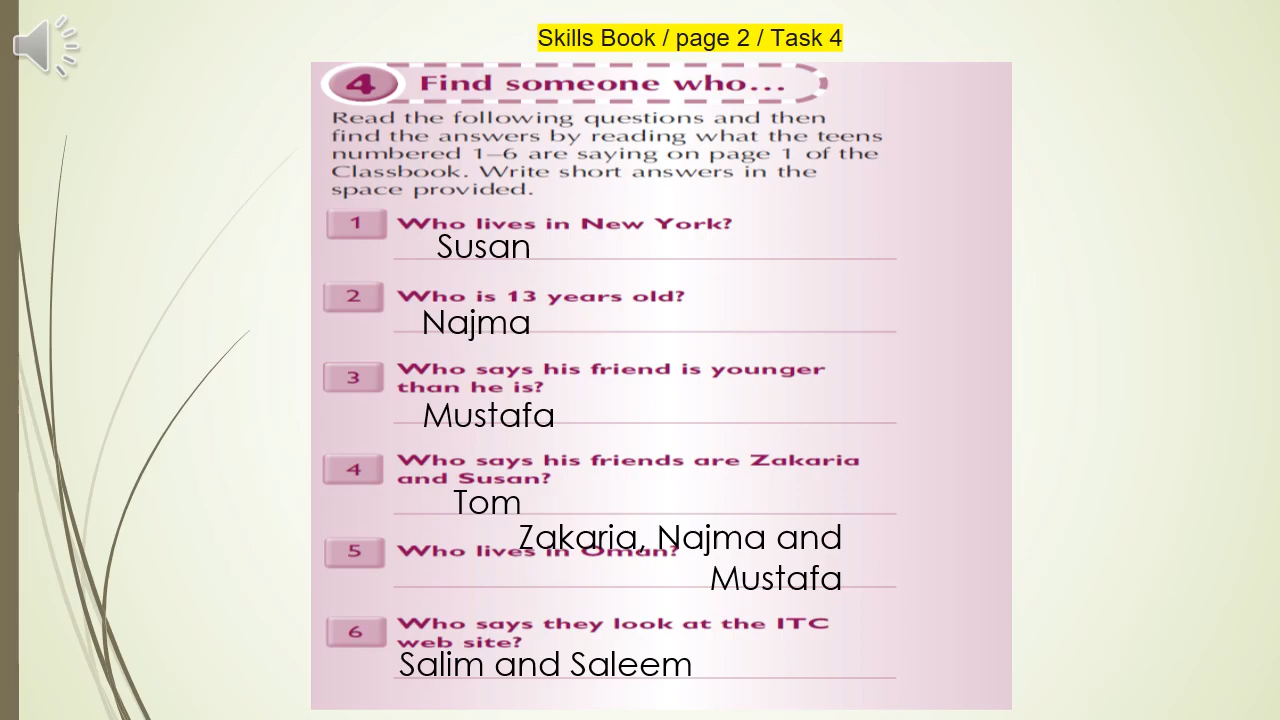 Skills Book / page 2 / Task 4
4 Find someone who...
Read the following questions and then
find the answers by reading what the teens
numbered 1–6 are saying on page 1 of the
Classbook. Write short answers in the
space provided.
1 Who lives in New York?
Susan
2 Who is 13 years old?
Najma
3 Who says his friend is younger
than he is?
Mustafa
4 Who says his friends are Zakaria
and Susan?
Tom
Zakaria, Najma and
5 Who lives in Oman?
Mustafa
6 Who says they look at the ITC
web site?
Salim and Saleem